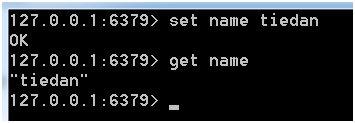 127.0.0.1:6379> set name tiedan
OK
127.0.0.1:6379> get name
"tiedan"
127.0.0.1:6379> _